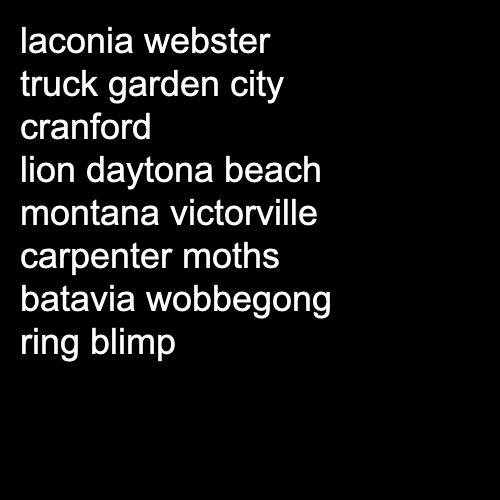 laconia webster
truck garden city
cranford
lion daytona beach
montana victorville
carpenter moths
batavia wobbegong
ring blimp